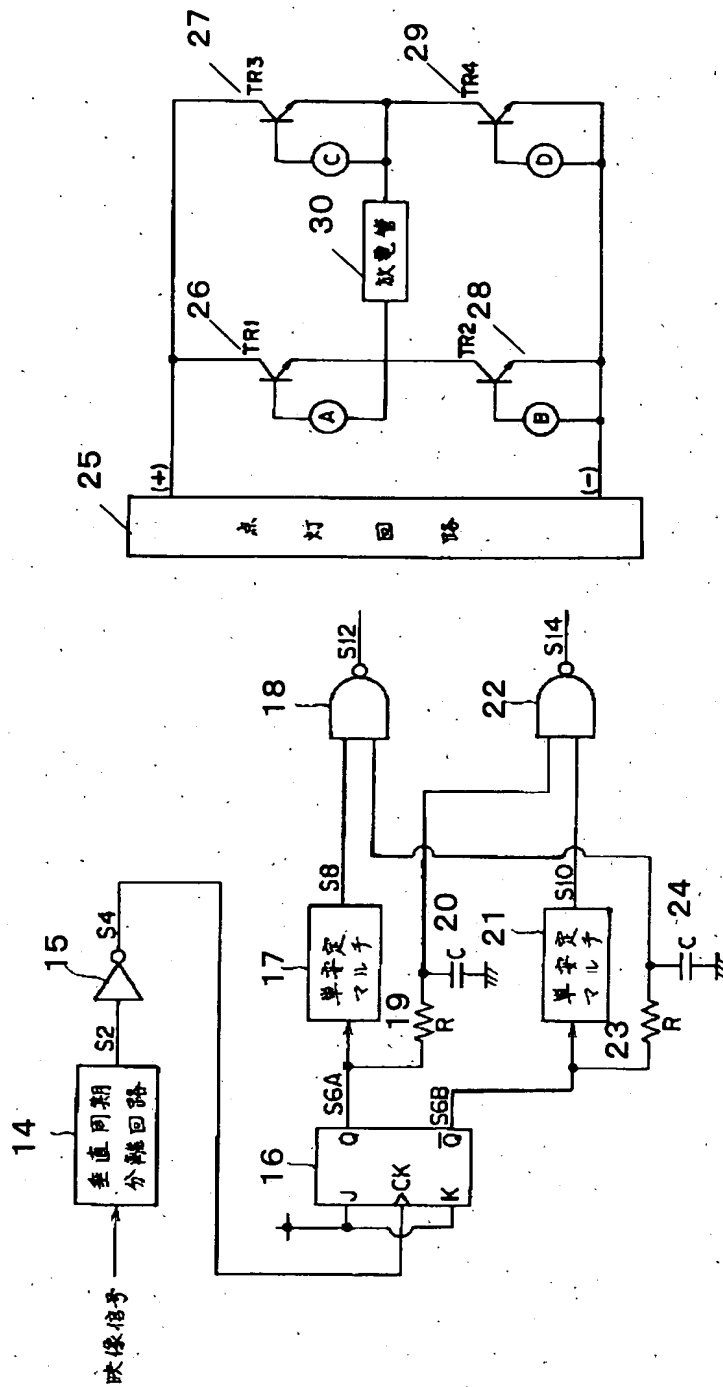 映像信号
14
垂直同期
分離回路
S2
15
S4
16
J
CK
K
Q
Q̅
S6A
S6B
17
単安定
マルチ
S8
18
S12
19
R
20
C
21
単安定
マルチ
S10
22
S14
23
R
24
C
25
点灯回路
(+)
(-)
26
TR1
A
27
TR3
C
28
TR2
B
29
TR4
D
30
放電管